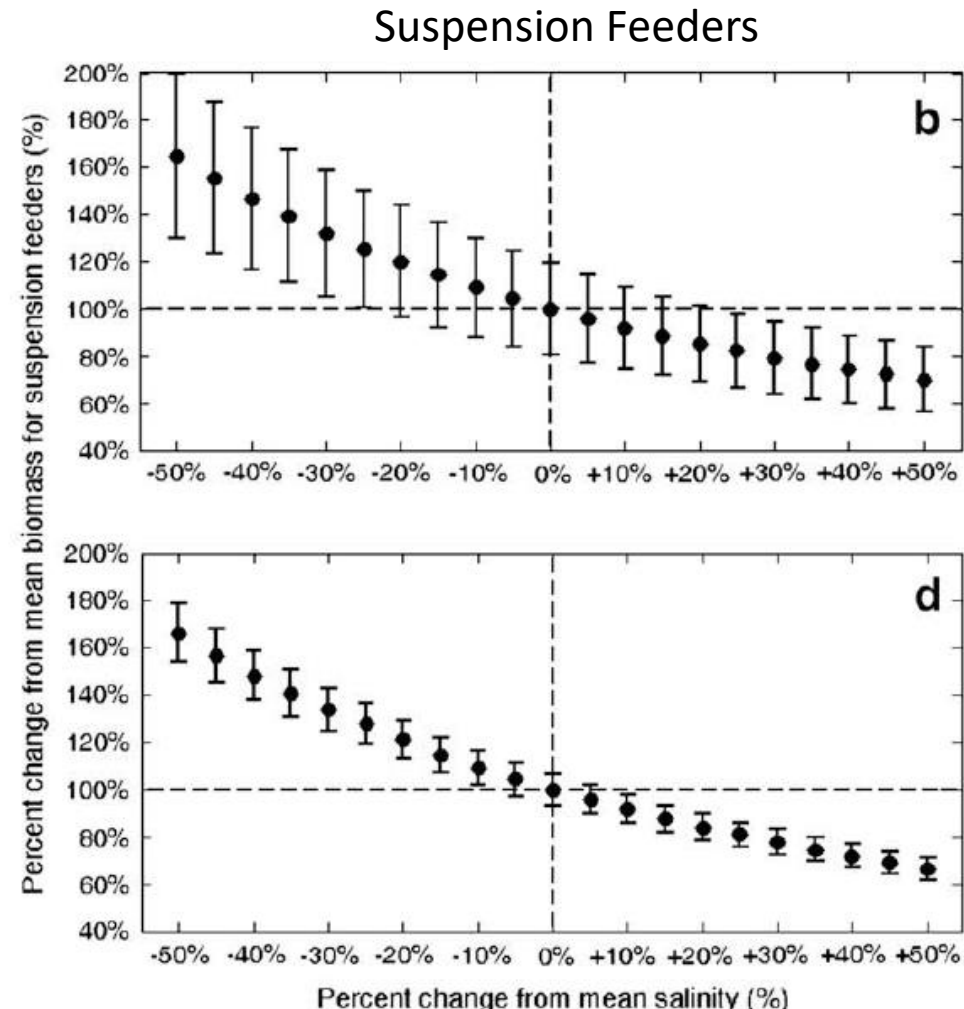 Suspension Feeders
Percent change from mean biomass for suspension feeders (%)
b
200%
180%
160%
140%
120%
100%
80%
60%
40%
-50% -40% -30% -20% -10% 0% +10% +20% +30% +40% +50%
d
200%
180%
160%
140%
120%
100%
80%
60%
40%
-50% -40% -30% -20% -10% 0% +10% +20% +30% +40% +50%
Percent change from mean salinity (%)